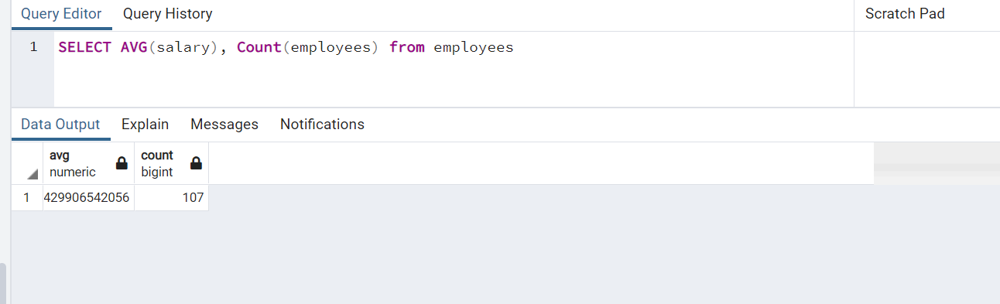 Query Editor Query History Scratch Pad
1 SELECT AVG(salary), Count(employees) from employees
Data Output Explain Messages Notifications
avg count
numeric bigint
1 429906542056 107